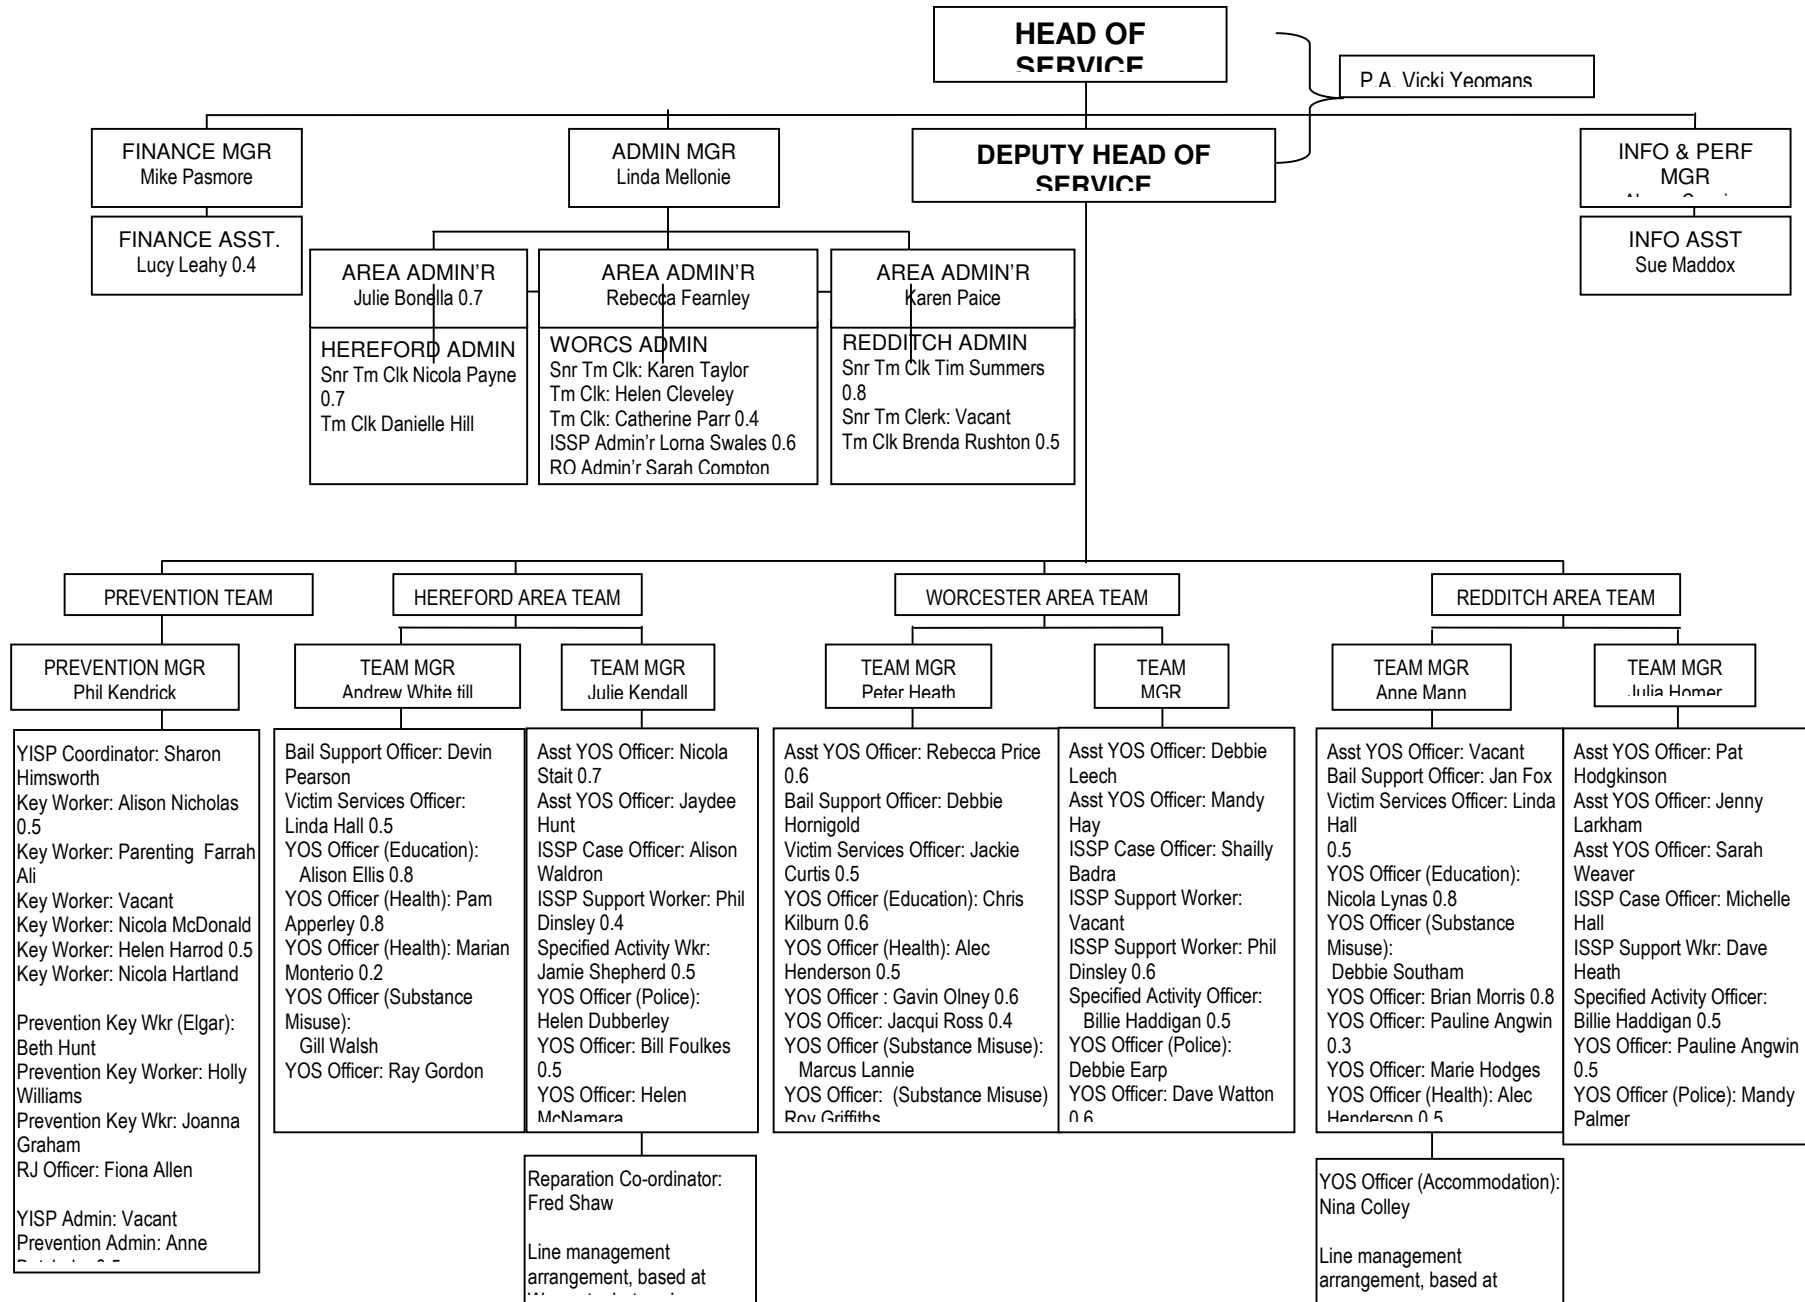 HEAD OF
SERVICE
P.A. Vicki Yeomans
FINANCE MGR
Mike Pasmore
ADMIN MGR
Linda Mellonie
DEPUTY HEAD OF
SERVICE
INFO & PERF
MGR
FINANCE ASST.
Lucy Leahy 0.4
INFO ASST
Sue Maddox
AREA ADMIN'R
Julie Bonella 0.7
AREA ADMIN'R
Rebecca Fearnley
AREA ADMIN'R
Karen Paice
HEREFORD ADMIN
Snr Tm Clk Nicola Payne
0.7
Tm Clk Danielle Hill
WORCS ADMIN
Snr Tm Clk: Karen Taylor
Tm Clk: Helen Cleveley
Tm Clk: Catherine Parr 0.4
ISSP Admin'r Lorna Swales 0.6
RO Admin'r Sarah Compton
REDDITCH ADMIN
Snr Tm Clk Tim Summers
0.8
Snr Tm Clerk: Vacant
Tm Clk Brenda Rushton 0.5
PREVENTION TEAM
HEREFORD AREA TEAM
WORCESTER AREA TEAM
REDDITCH AREA TEAM
PREVENTION MGR
Phil Kendrick
TEAM MGR
Andrew White till
TEAM MGR
Julie Kendall
TEAM MGR
Peter Heath
TEAM
MGR
TEAM MGR
Anne Mann
TEAM MGR
Julia Homer
YISP Coordinator: Sharon
Himsworth
Key Worker: Alison Nicholas
0.5
Key Worker: Parenting  Farrah
Ali
Key Worker: Vacant
Key Worker: Nicola McDonald
Key Worker: Helen Harrod 0.5
Key Worker: Nicola Hartland
Prevention Key Wkr (Elgar):
Beth Hunt
Prevention Key Worker: Holly
Williams
Prevention Key Wkr: Joanna
Graham
RJ Officer: Fiona Allen
YISP Admin: Vacant
Prevention Admin: Anne
Bail Support Officer: Devin
Pearson
Victim Services Officer:
Linda Hall 0.5
YOS Officer (Education):
Alison Ellis 0.8
YOS Officer (Health): Pam
Apperley 0.8
YOS Officer (Health): Marian
Monterio 0.2
YOS Officer (Substance
Misuse):
Gill Walsh
YOS Officer: Ray Gordon
Asst YOS Officer: Nicola
Stait 0.7
Asst YOS Officer: Jaydee
Hunt
ISSP Case Officer: Alison
Waldron
ISSP Support Worker: Phil
Dinsley 0.4
Specified Activity Wkr:
Jamie Shepherd 0.5
YOS Officer (Police):
Helen Dubberley
YOS Officer: Bill Foulkes
0.5
YOS Officer: Helen
McNamara
Reparation Co-ordinator:
Fred Shaw
Line management
arrangement, based at
Asst YOS Officer: Rebecca Price
0.6
Bail Support Officer: Debbie
Hornigold
Victim Services Officer: Jackie
Curtis 0.5
YOS Officer (Education): Chris
Kilburn 0.6
YOS Officer (Health): Alec
Henderson 0.5
YOS Officer : Gavin Olney 0.6
YOS Officer: Jacqui Ross 0.4
YOS Officer (Substance Misuse):
Marcus Lannie
YOS Officer:  (Substance Misuse)
Roy Griffiths
Asst YOS Officer: Debbie
Leech
Asst YOS Officer: Mandy
Hay
ISSP Case Officer: Shailly
Badra
ISSP Support Worker:
Vacant
ISSP Support Worker: Phil
Dinsley 0.6
Specified Activity Officer:
Billie Haddigan 0.5
YOS Officer (Police):
Debbie Earp
YOS Officer: Dave Watton
0.6
Asst YOS Officer: Vacant
Bail Support Officer: Jan Fox
Victim Services Officer: Linda
Hall
0.5
YOS Officer (Education):
Nicola Lynas 0.8
YOS Officer (Substance
Misuse):
Debbie Southam
YOS Officer: Brian Morris 0.8
YOS Officer: Pauline Angwin
0.3
YOS Officer: Marie Hodges
YOS Officer (Health): Alec
Henderson 0.5
YOS Officer (Accommodation):
Nina Colley
Line management
arrangement, based at
Asst YOS Officer: Pat
Hodgkinson
Asst YOS Officer: Jenny
Larkham
Asst YOS Officer: Sarah
Weaver
ISSP Case Officer: Michelle
Hall
ISSP Support Wkr: Dave
Heath
Specified Activity Officer:
Billie Haddigan 0.5
YOS Officer: Pauline Angwin
0.5
YOS Officer (Police): Mandy
Palmer